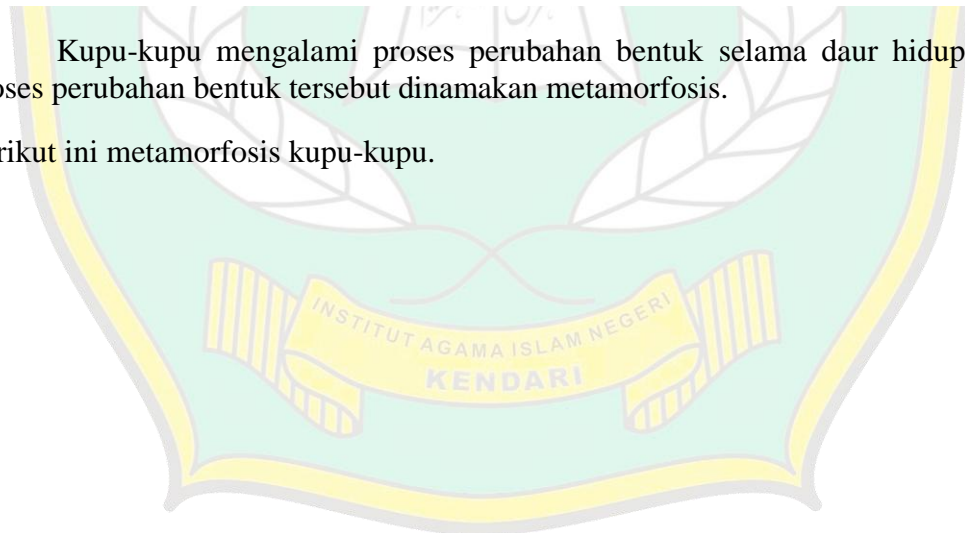 Kupu-kupu mengalami proses perubahan bentuk selama daur hidup
oses perubahan bentuk tersebut dinamakan metamorfosis.
rikut ini metamorfosis kupu-kupu.
INSTITUT AGAMA ISLAM NEGERI
KENDARI